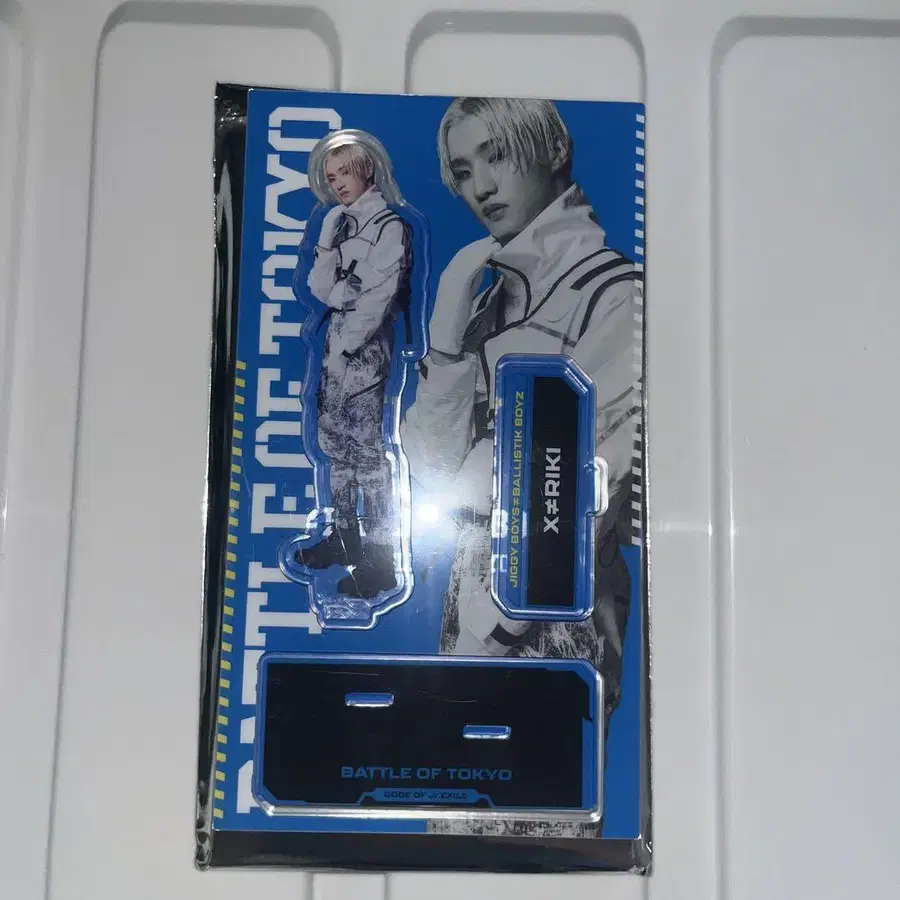 BATTLE OF TOKYO
JIGGY BOYS≠BALLISTIK BOYZ
X≠RIKI
BATTLE OF TOKYO
CODE OF Jr.EXILE